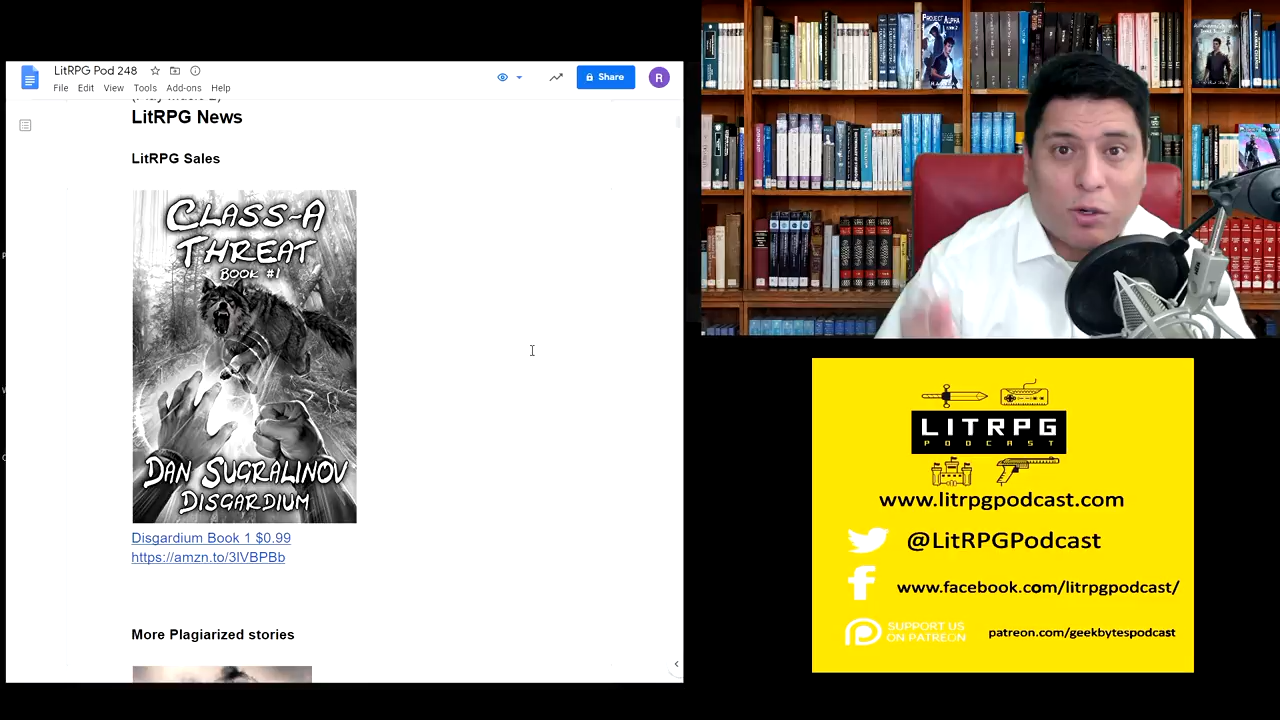 LitRPG Pod 248
File Edit View Tools Add-ons Help
Share
R
LitRPG News
LitRPG Sales
CLASS-A
THREAT
BOOK #1
DAN SUGRALINOV
DISGARDIUM
Disgardium Book 1 $0.99
https://amzn.to/3lVBPBb
More Plagiarized stories
PROJECT
ALPHA
LITRPG
PODCAST
www.litrpgpodcast.com
@LitRPGPodcast
www.facebook.com/litrpgpodcast/
SUPPORT US
ON PATREON
patreon.com/geekbytespodcast